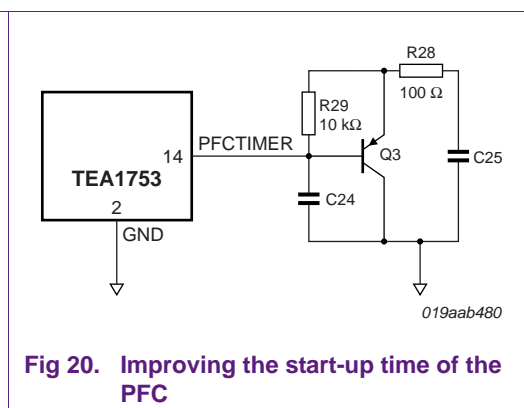 R28
100 Ω
R29
10 kΩ
14
PFCTIMER
Q3
C25
TEA1753
C24
2
GND
019aab480
Fig 20. Improving the start-up time of the
PFC